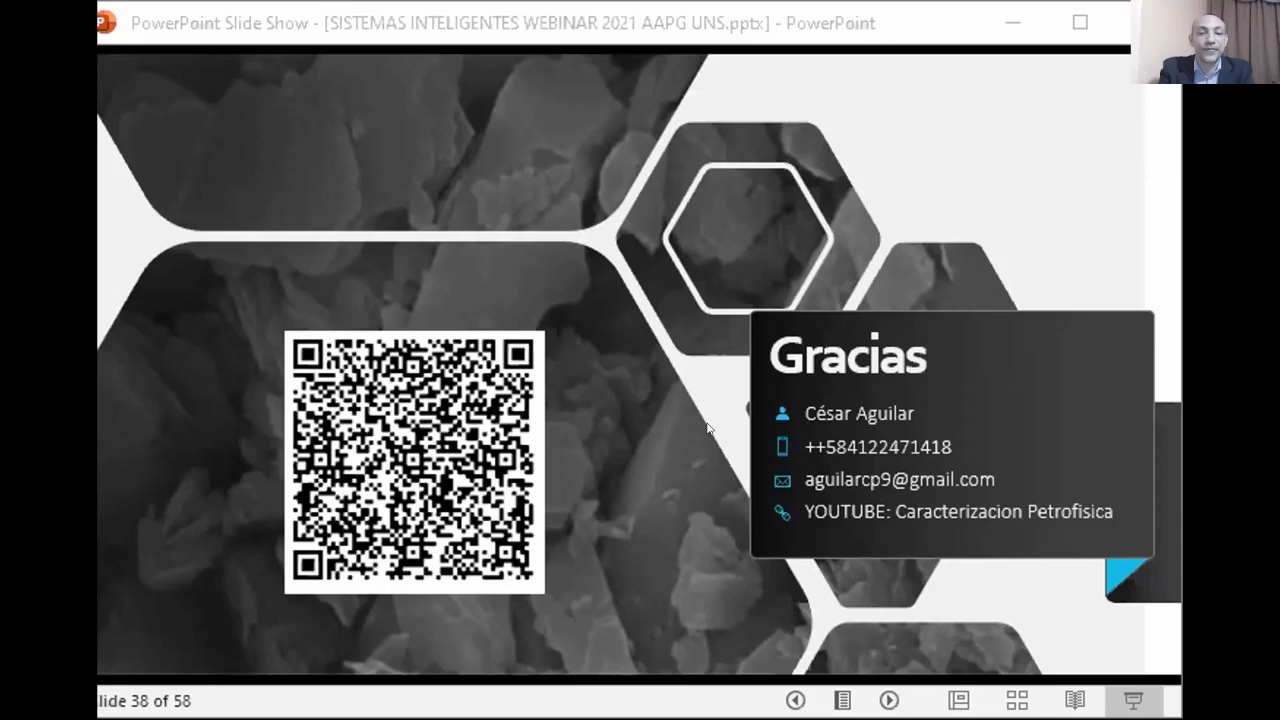 PowerPoint Slide Show - [SISTEMAS INTELIGENTES WEBINAR 2021 AAPG UNS.pptx] - PowerPoint
Gracias
César Aguilar
++584122471418
aguilarcp9@gmail.com
YOUTUBE: Caracterizacion Petrofisica
lide 38 of 58